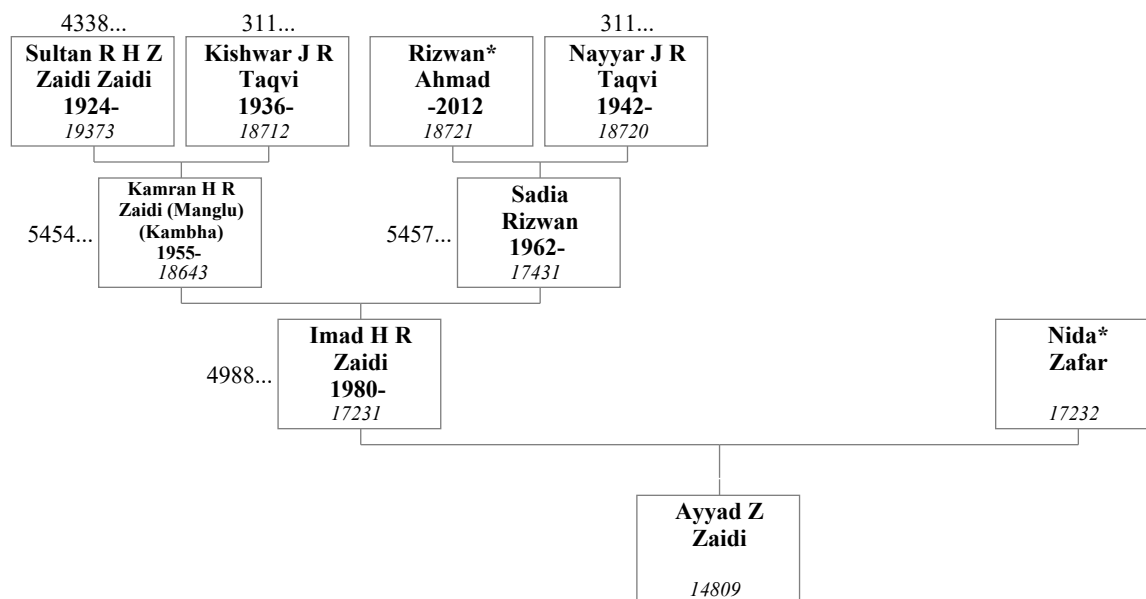 4338...
311...
311...
Sultan R H Z
Zaidi Zaidi
1924-
19373
Kishwar J R
Taqvi
1936-
18712
Rizwan*
Ahmad
-2012
18721
Nayyar J R
Taqvi
1942-
18720
5454...
Kamran H R
Zaidi (Manglu)
(Kambha)
1955-
18643
5457...
Sadia
Rizwan
1962-
17431
4988...
Imad H R
Zaidi
1980-
17231
Nida*
Zafar
17232
Ayyad Z
Zaidi
14809